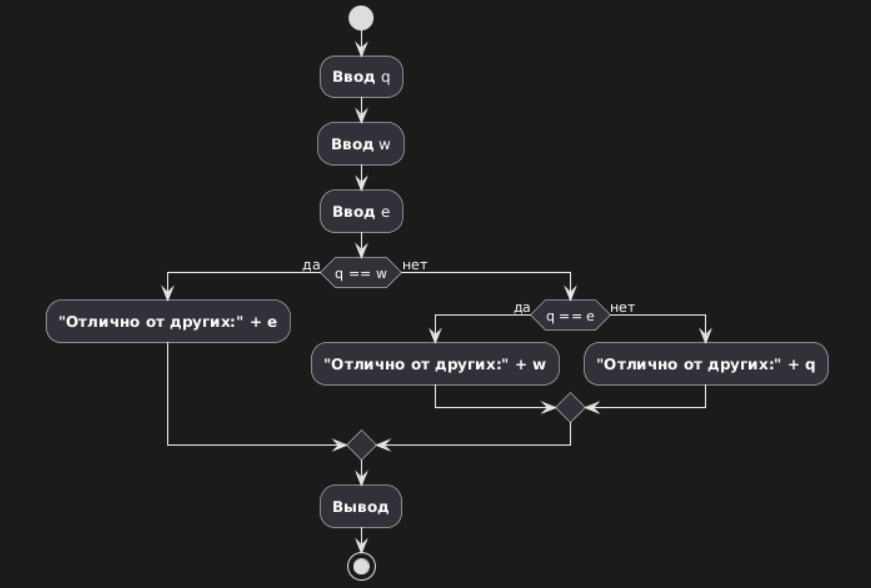 Ввод q
Ввод w
Ввод e
да
q == w
нет
"Отлично от других:" + e
да
q == e
нет
"Отлично от других:" + w
"Отлично от других:" + q
Вывод